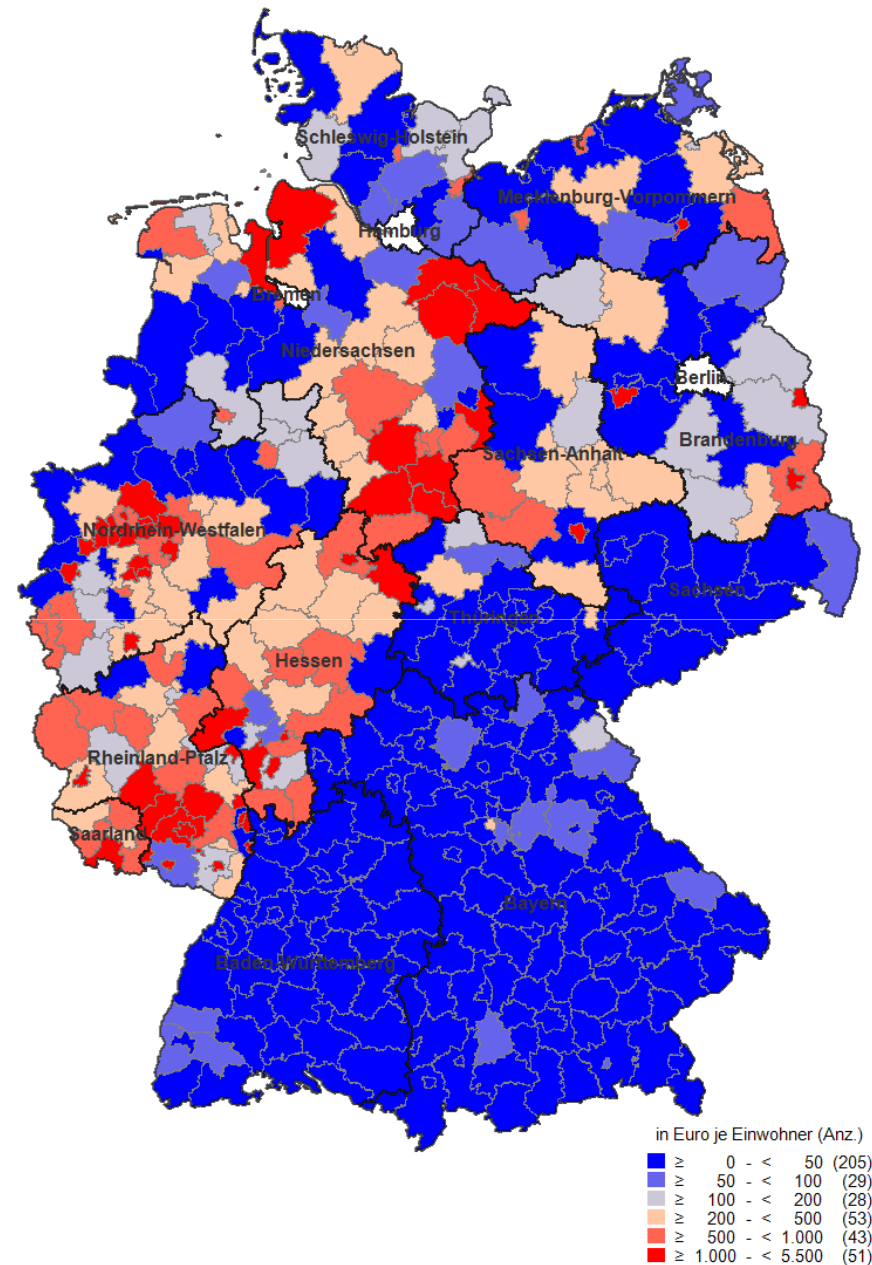 Schleswig-Holstein
Mecklenburg-Vorpommern
Hamburg
Bremen
Niedersachsen
Berlin
Brandenburg
Sachsen-Anhalt
Nordrhein-Westfalen
Sachsen
Thüringen
Hessen
Rheinland-Pfalz
Saarland
Bayern
Baden-Württemberg
in Euro je Einwohner (Anz.)
≥ 0 - < 50 (205)
≥ 50 - < 100 (29)
≥ 100 - < 200 (28)
≥ 200 - < 500 (53)
≥ 500 - < 1.000 (43)
≥ 1.000 - < 5.500 (51)